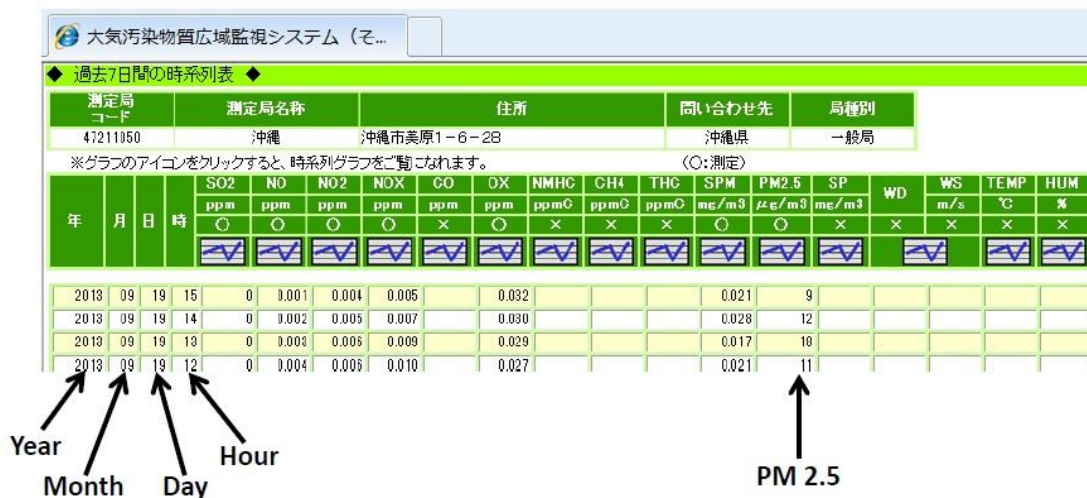 大気汚染物質広域監視システム（そ...
◆ 過去7日間の時系列表 ◆
測定局コード 測定局名称 住所 問い合わせ先 局種別
47211050 沖縄 沖縄市美原1-6-28 沖縄県 一般局
※グラフのアイコンをクリックすると、時系列グラフをご覧になれます。 (○:測定)
年 月 日 時 SO2 NO NO2 NOX CO OX NMHC CH4 THC SPM PM2.5 SP WD WS TEMP HUM
ppm ppm ppm ppm ppm ppm ppmC ppmC ppmC mg/m3 μg/m3 mg/m3 m/s ℃ %
○ ○ ○ ○ × ○ × × × ○ ○ × × × × ×
2013 09 19 15 0 0.001 0.004 0.005 0.032 0.021 9
2013 09 19 14 0 0.002 0.005 0.007 0.030 0.028 12
2013 09 19 13 0 0.003 0.006 0.009 0.029 0.017 18
2013 09 19 12 0 0.004 0.006 0.010 0.027 0.021 11
Year Month Day Hour PM 2.5